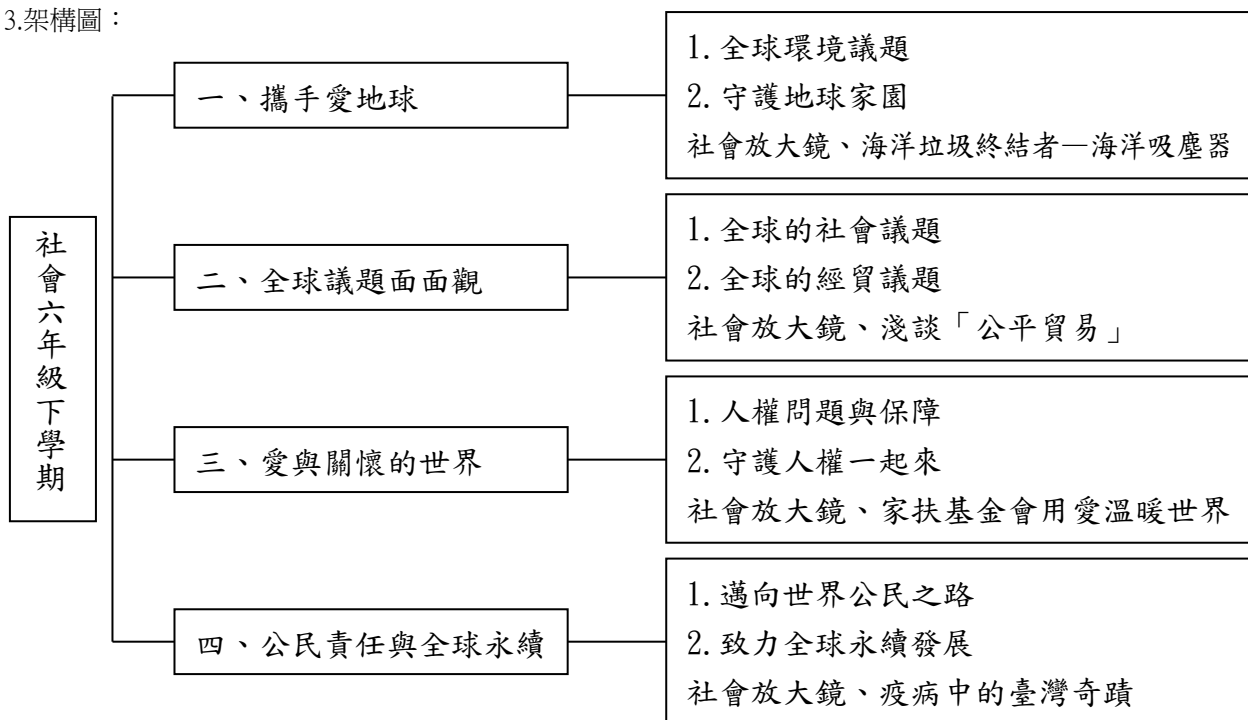 3.架構圖：
社會六年級下學期
一、攜手愛地球
1.全球環境議題
2.守護地球家園
社會放大鏡、海洋垃圾終結者—海洋吸塵器
二、全球議題面面觀
1.全球的社會議題
2.全球的經貿議題
社會放大鏡、淺談「公平貿易」
三、愛與關懷的世界
1.人權問題與保障
2.守護人權一起來
社會放大鏡、家扶基金會用愛溫暖世界
四、公民責任與全球永續
1.邁向世界公民之路
2.致力全球永續發展
社會放大鏡、疫病中的臺灣奇蹟